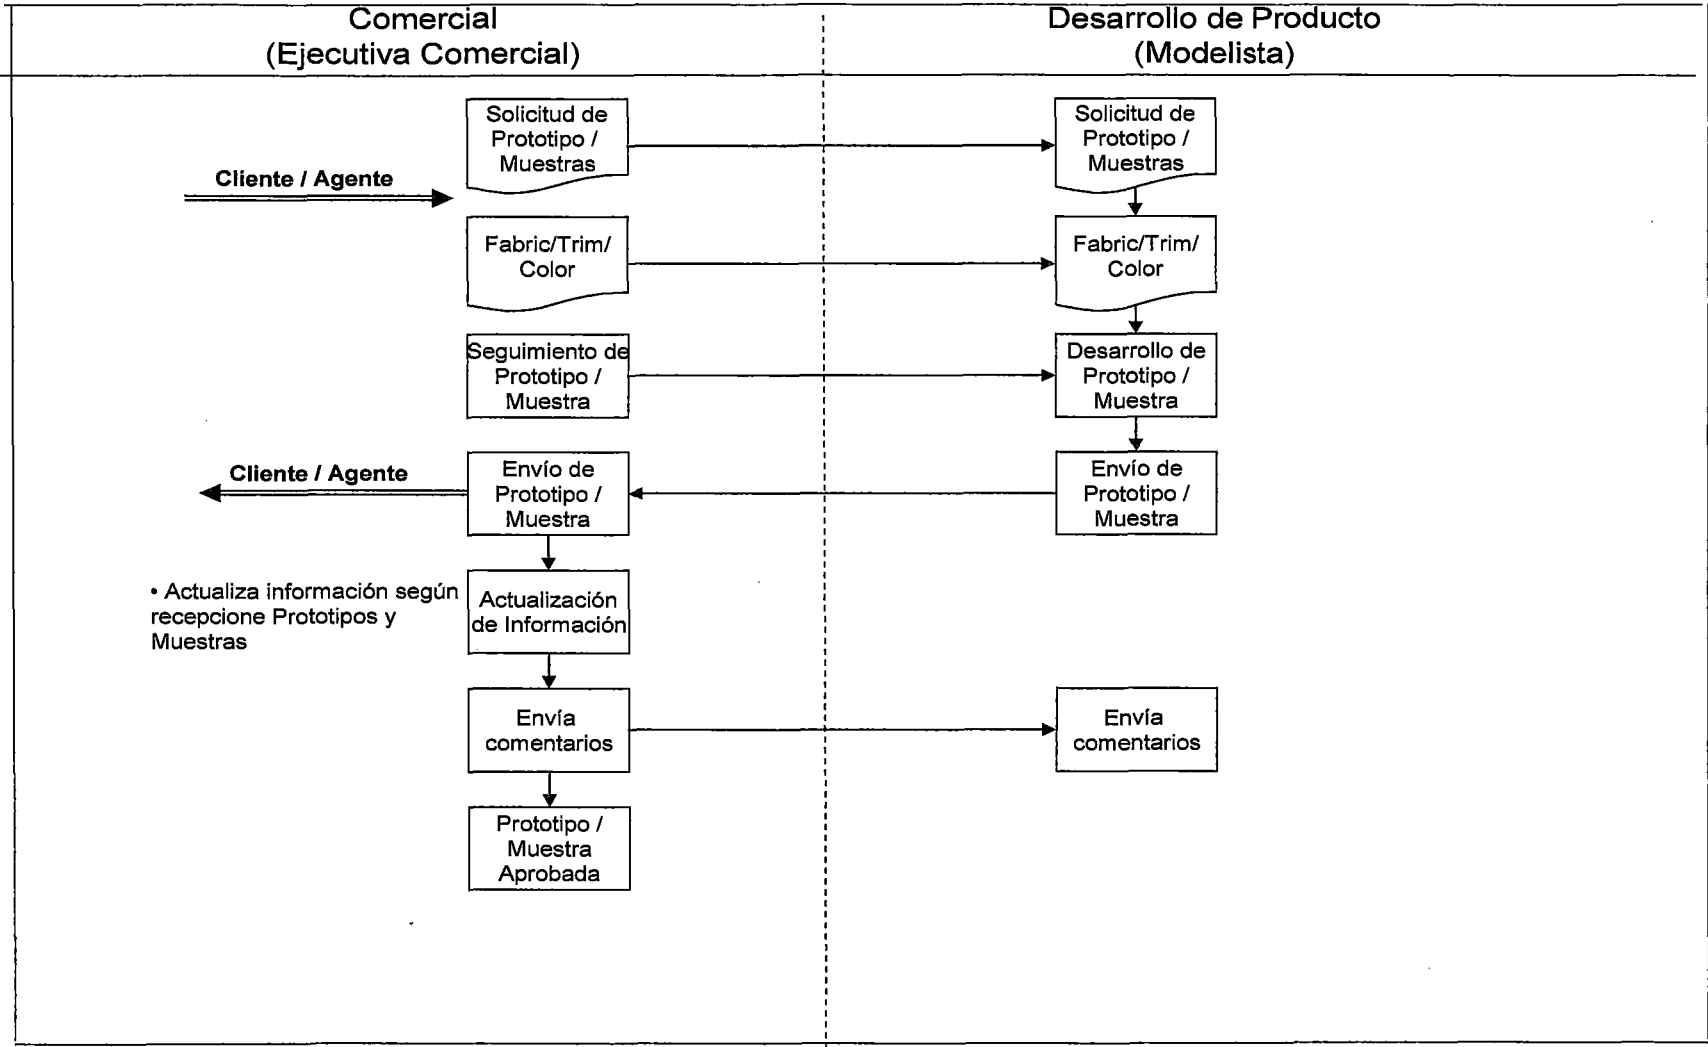 Comercial
(Ejecutiva Comercial)
Desarrollo de Producto
(Modelista)
Solicitud de
Prototipo /
Muestras
Solicitud de
Prototipo /
Muestras
Cliente / Agente
Fabric/Trim/
Color
Fabric/Trim/
Color
Seguimiento de
Prototipo /
Muestra
Desarrollo de
Prototipo /
Muestra
Cliente / Agente
Envío de
Prototipo /
Muestra
Envío de
Prototipo /
Muestra
• Actualiza información según
recepcione Prototipos y
Muestras
Actualización
de Información
Envía
comentarios
Envía
comentarios
Prototipo /
Muestra
Aprobada